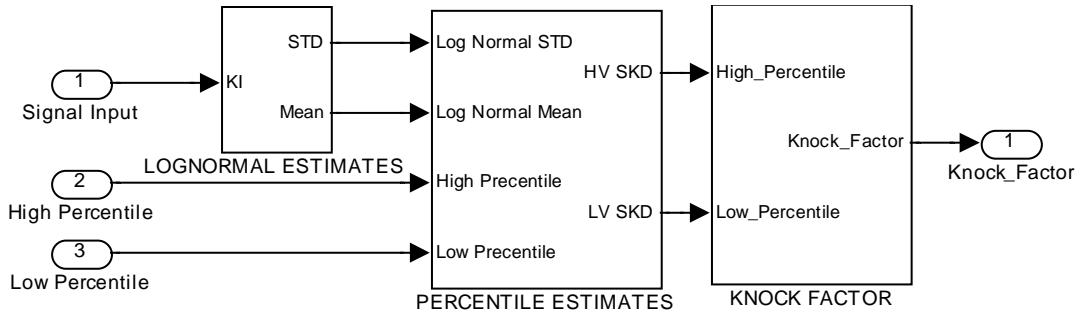 1
Signal Input
KI
STD
Mean
LOGNORMAL ESTIMATES
2
High Percentile
3
Low Percentile
Log Normal STD
Log Normal Mean
High Precentile
Low Precentile
HV SKD
LV SKD
PERCENTILE ESTIMATES
High_Percentile
Low_Percentile
Knock_Factor
KNOCK FACTOR
1
Knock_Factor